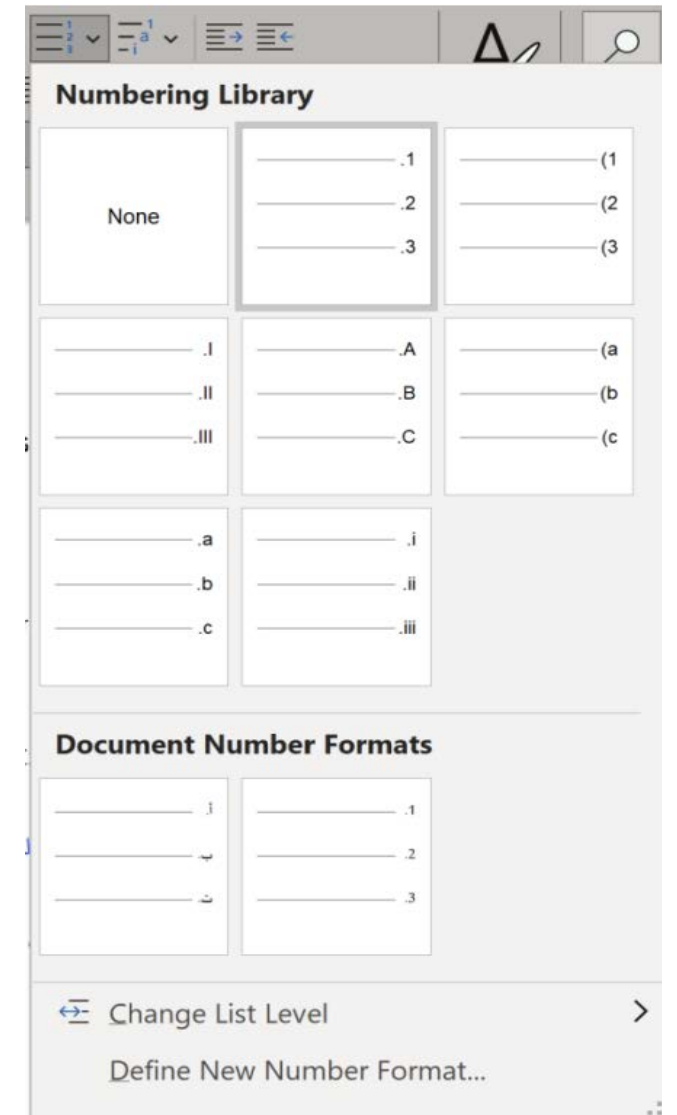 Numbering Library
None
.1
.2
.3
(1
(2
(3
.I
.II
.III
.A
.B
.C
(a
(b
(c
.a
.b
.c
.i
.ii
.iii
Document Number Formats
أ.
ب.
ت.
.1
.2
.3
Change List Level
Define New Number Format...